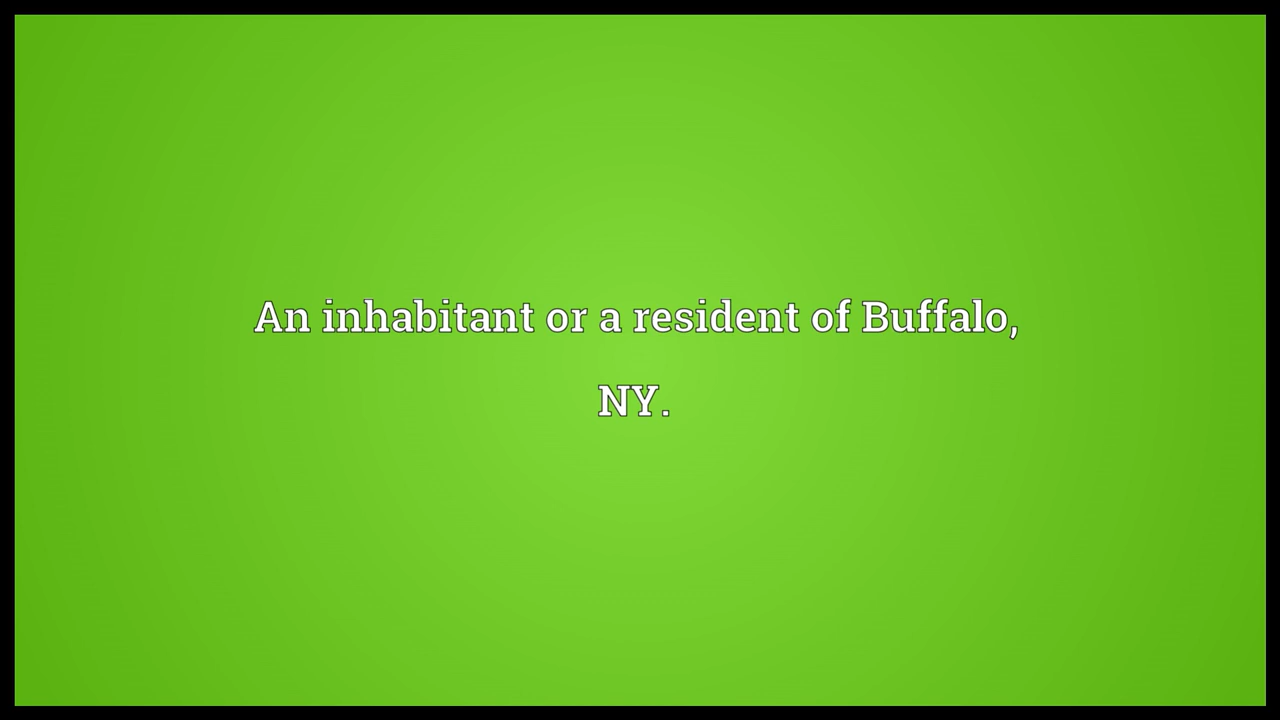 An inhabitant or a resident of Buffalo,
NY.